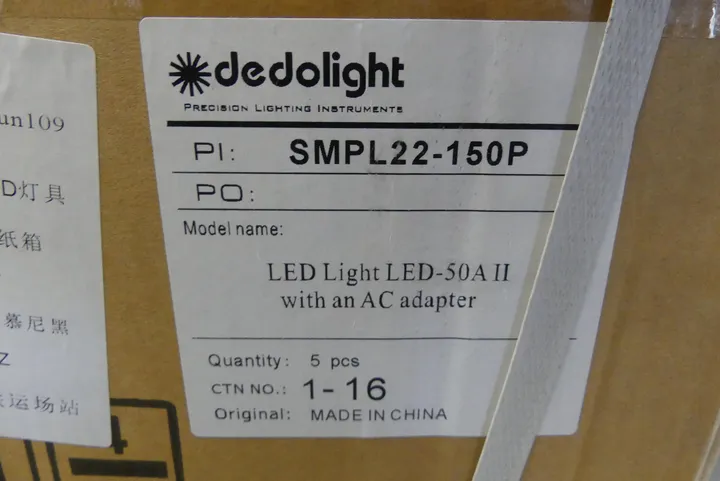 dedolight
PRECISION LIGHTING INSTRUMENTS
PI: SMPL22-150P
PO:
Model name:
LED Light LED-50A II
with an AC adapter
Quantity: 5 pcs
CTN NO.: 1-16
Original: MADE IN CHINA
un109
D灯具
纸箱
慕尼黑
Z
运场站
4